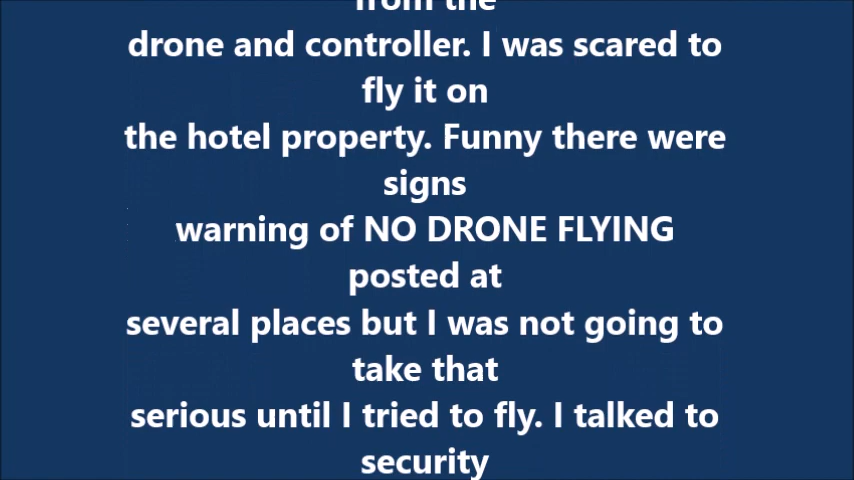 from the
drone and controller. I was scared to
fly it on
the hotel property. Funny there were
signs
warning of NO DRONE FLYING
posted at
several places but I was not going to
take that
serious until I tried to fly. I talked to
security